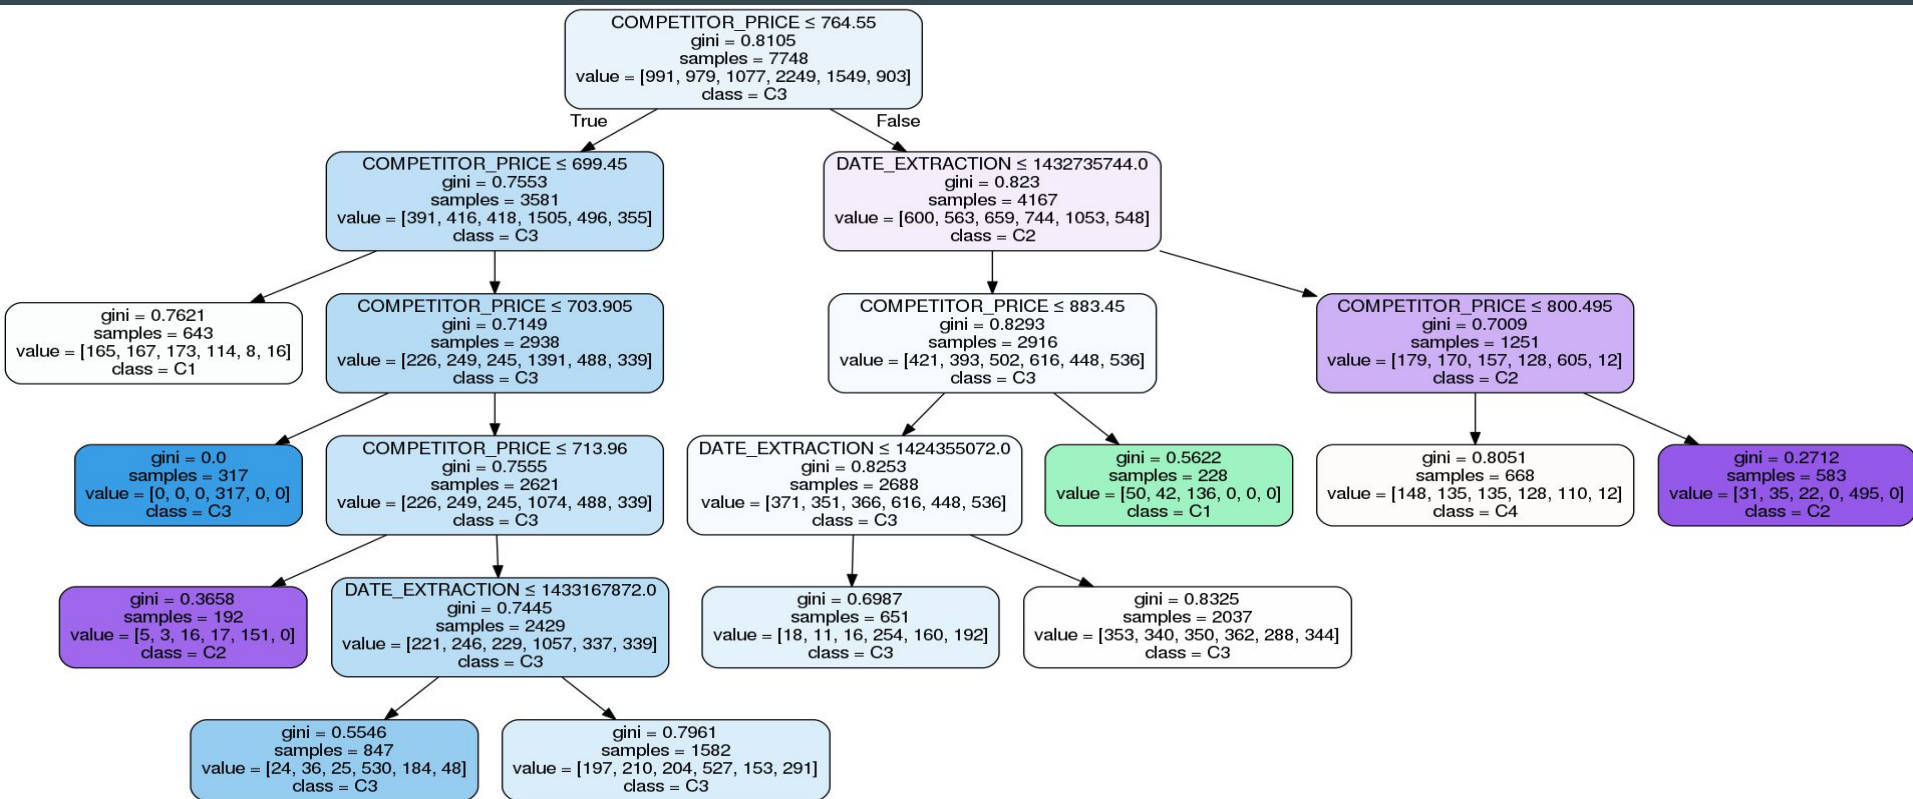 COMPETITOR_PRICE ≤ 764.55
gini = 0.8105
samples = 7748
value = [991, 979, 1077, 2249, 1549, 903]
class = C3
True
False
COMPETITOR_PRICE ≤ 699.45
gini = 0.7553
samples = 3581
value = [391, 416, 418, 1505, 496, 355]
class = C3
DATE_EXTRACTION ≤ 1432735744.0
gini = 0.823
samples = 4167
value = [600, 563, 659, 744, 1053, 548]
class = C2
gini = 0.7621
samples = 643
value = [165, 167, 173, 114, 8, 16]
class = C1
COMPETITOR_PRICE ≤ 703.905
gini = 0.7149
samples = 2938
value = [226, 249, 245, 1391, 488, 339]
class = C3
COMPETITOR_PRICE ≤ 883.45
gini = 0.8293
samples = 2916
value = [421, 393, 502, 616, 448, 536]
class = C3
COMPETITOR_PRICE ≤ 800.495
gini = 0.7009
samples = 1251
value = [179, 170, 157, 128, 605, 12]
class = C2
gini = 0.0
samples = 317
value = [0, 0, 0, 317, 0, 0]
class = C3
COMPETITOR_PRICE ≤ 713.96
gini = 0.7555
samples = 2621
value = [226, 249, 245, 1074, 488, 339]
class = C3
DATE_EXTRACTION ≤ 1424355072.0
gini = 0.8253
samples = 2688
value = [371, 351, 366, 616, 448, 536]
class = C3
gini = 0.5622
samples = 228
value = [50, 42, 136, 0, 0, 0]
class = C1
gini = 0.8051
samples = 668
value = [148, 135, 135, 128, 110, 12]
class = C4
gini = 0.2712
samples = 583
value = [31, 35, 22, 0, 495, 0]
class = C2
gini = 0.3658
samples = 192
value = [5, 3, 16, 17, 151, 0]
class = C2
DATE_EXTRACTION ≤ 1433167872.0
gini = 0.7445
samples = 2429
value = [221, 246, 229, 1057, 337, 339]
class = C3
gini = 0.6987
samples = 651
value = [18, 11, 16, 254, 160, 192]
class = C3
gini = 0.8325
samples = 2037
value = [353, 340, 350, 362, 288, 344]
class = C3
gini = 0.5546
samples = 847
value = [24, 36, 25, 530, 184, 48]
class = C3
gini = 0.7961
samples = 1582
value = [197, 210, 204, 527, 153, 291]
class = C3